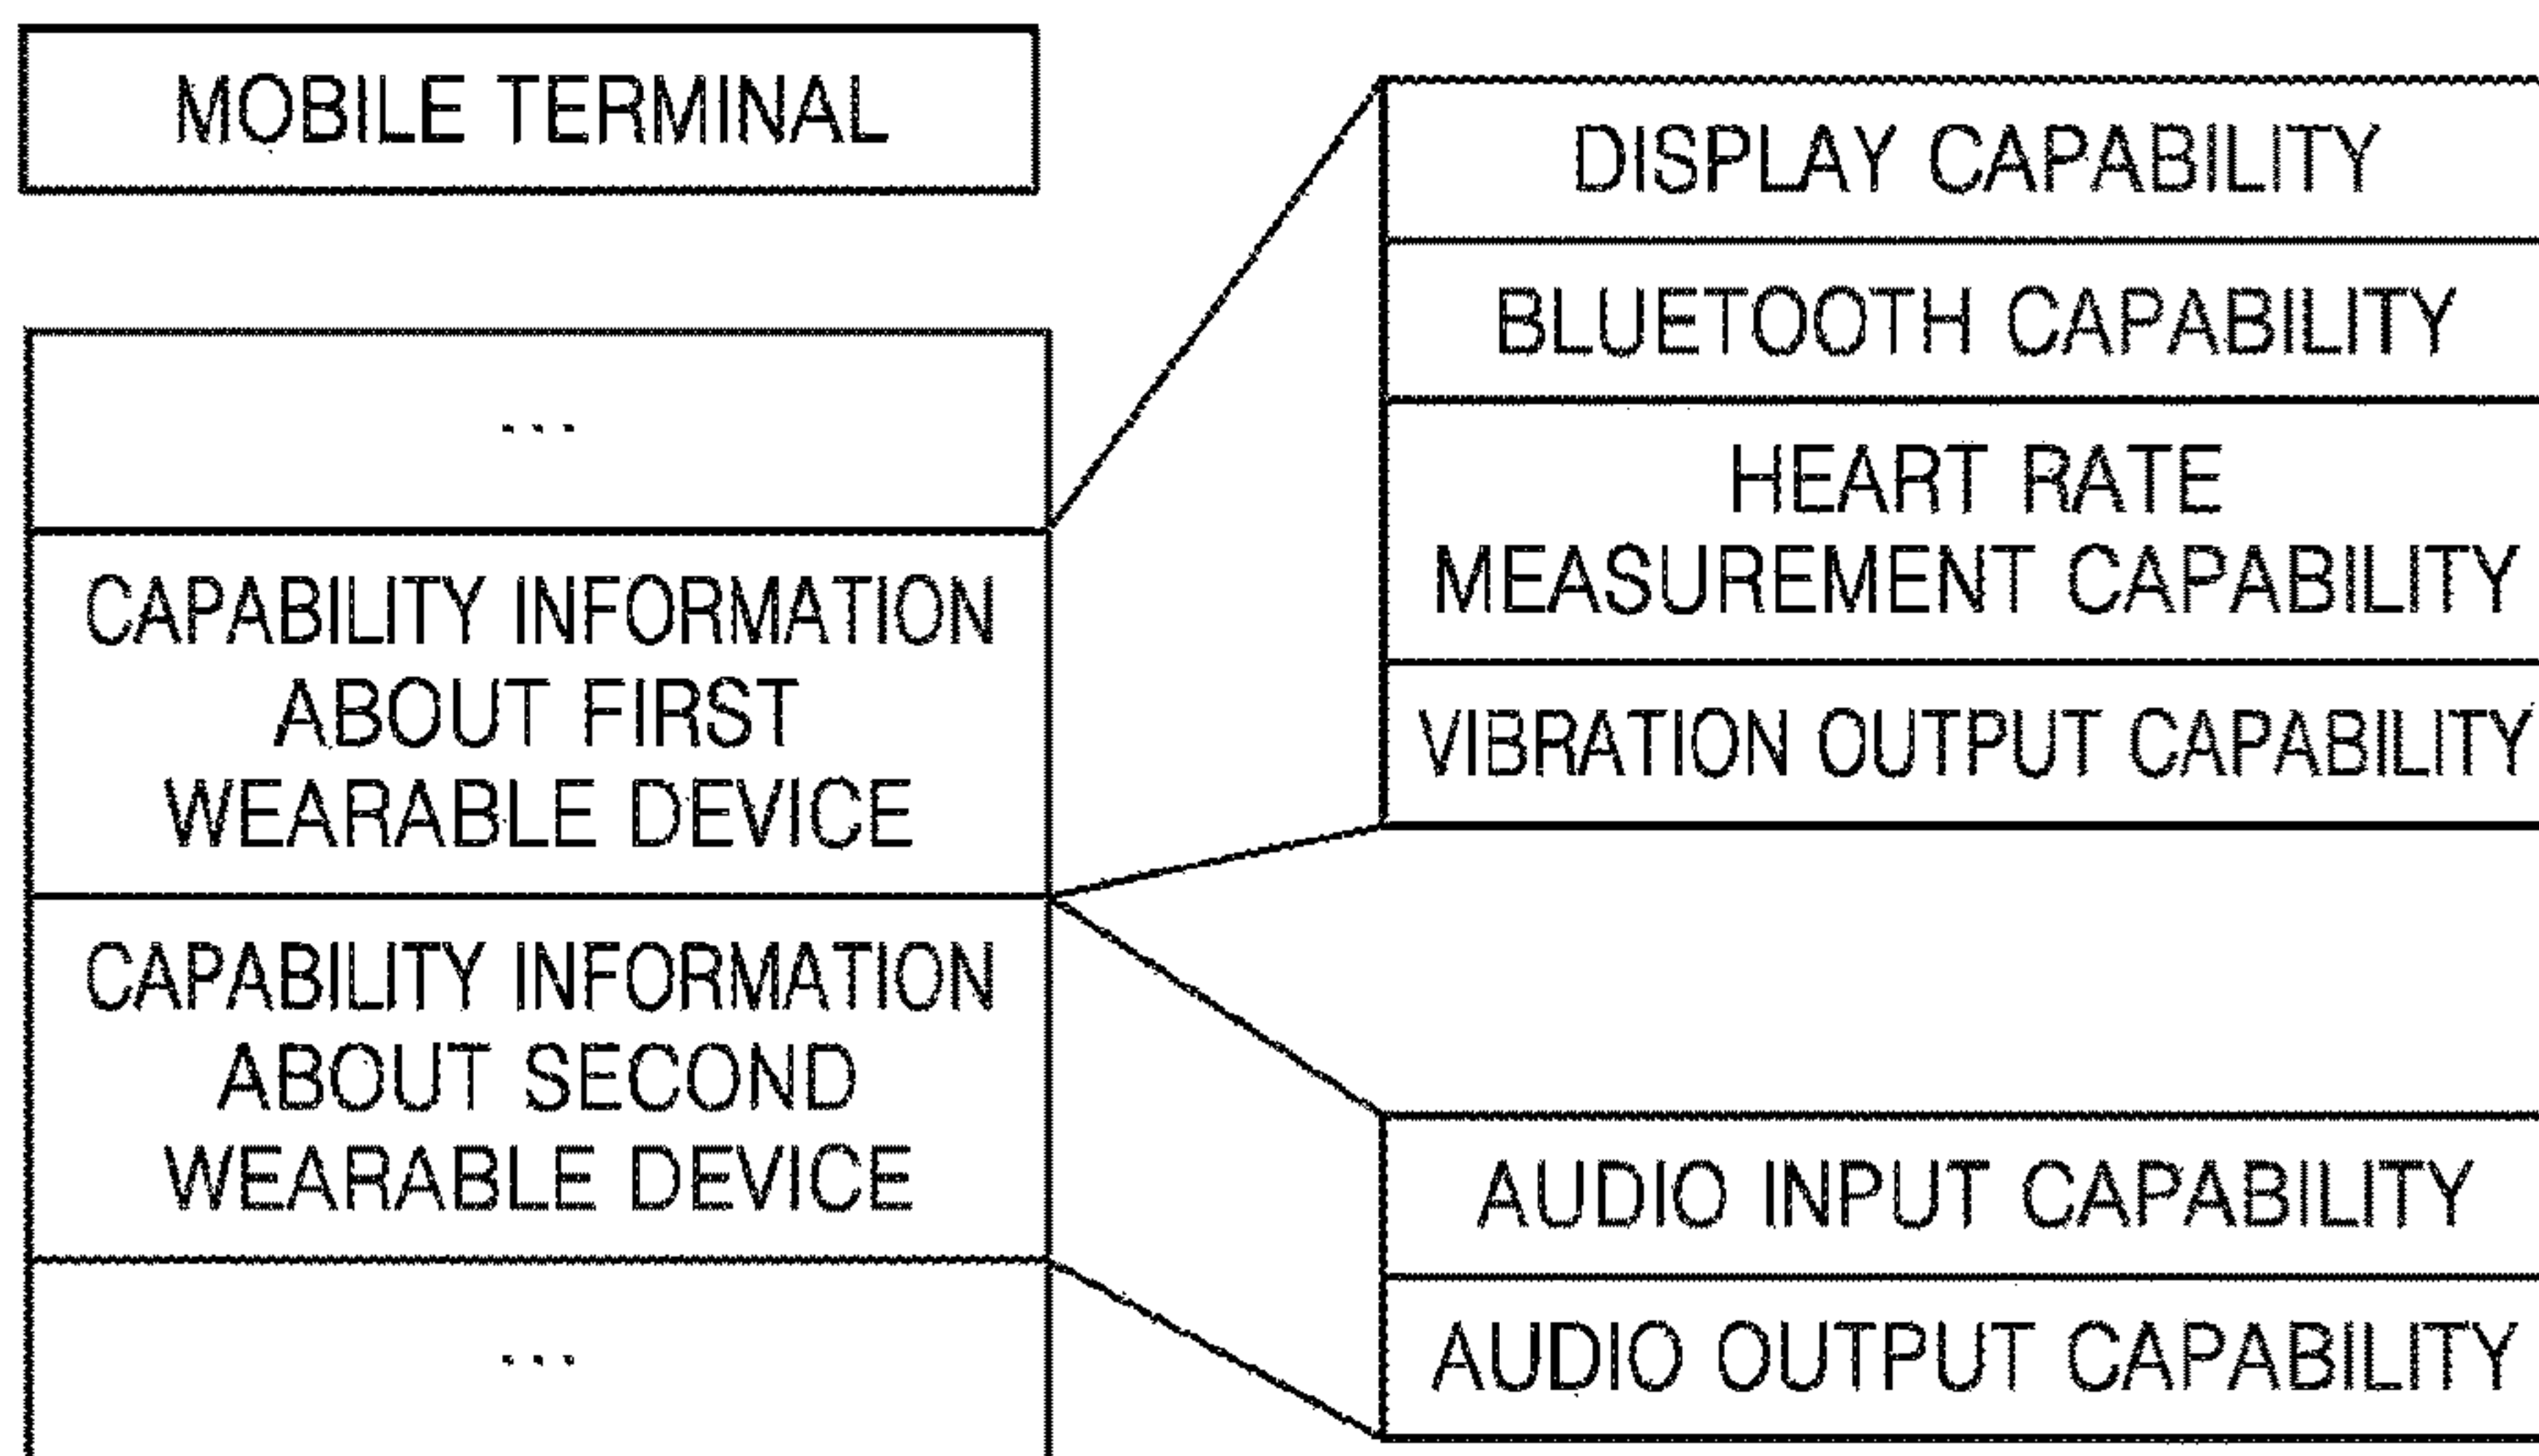 MOBILE TERMINAL
...
CAPABILITY INFORMATION
ABOUT FIRST
WEARABLE DEVICE
CAPABILITY INFORMATION
ABOUT SECOND
WEARABLE DEVICE
...
DISPLAY CAPABILITY
BLUETOOTH CAPABILITY
HEART RATE
MEASUREMENT CAPABILITY
VIBRATION OUTPUT CAPABILITY
AUDIO INPUT CAPABILITY
AUDIO OUTPUT CAPABILITY